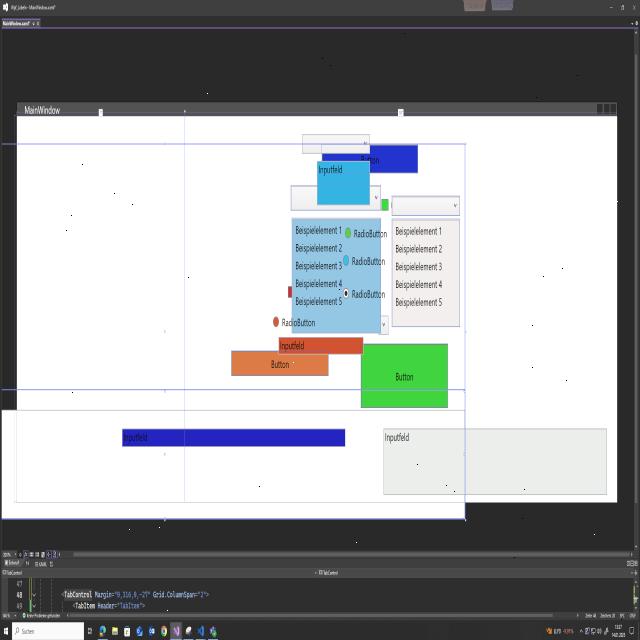 MainWindow.xaml*
MainWindow
Button
Inputfeld
Beispielelement 1
Beispielelement 2
Beispielelement 3
Beispielelement 4
Beispielelement 5
RadioButton
RadioButton
RadioButton
RadioButton
Beispielelement 1
Beispielelement 2
Beispielelement 3
Beispielelement 4
Beispielelement 5
Inputfeld
Button
Button
Inputfeld
Inputfeld
TabControl
TabControl
47
48 <TabControl Margin="0,316,0,-27" Grid.ColumnSpan="2">
49 <TabItem Header="TabItem">
Suchen